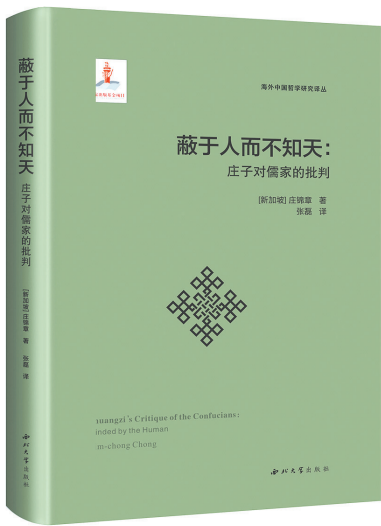 海外中国哲学研究译丛
蔽于人而不知天：
庄子对儒家的批判
[新加坡] 庄锦章 著
张磊 译
uangzi's Critique of the Confucians:
inded by the Human
m-chong Chong
西北大学出版社
蔽于人而不知天
庄子对儒家的批判
[新加坡] 庄锦章 著
张磊 译
西北大学出版社